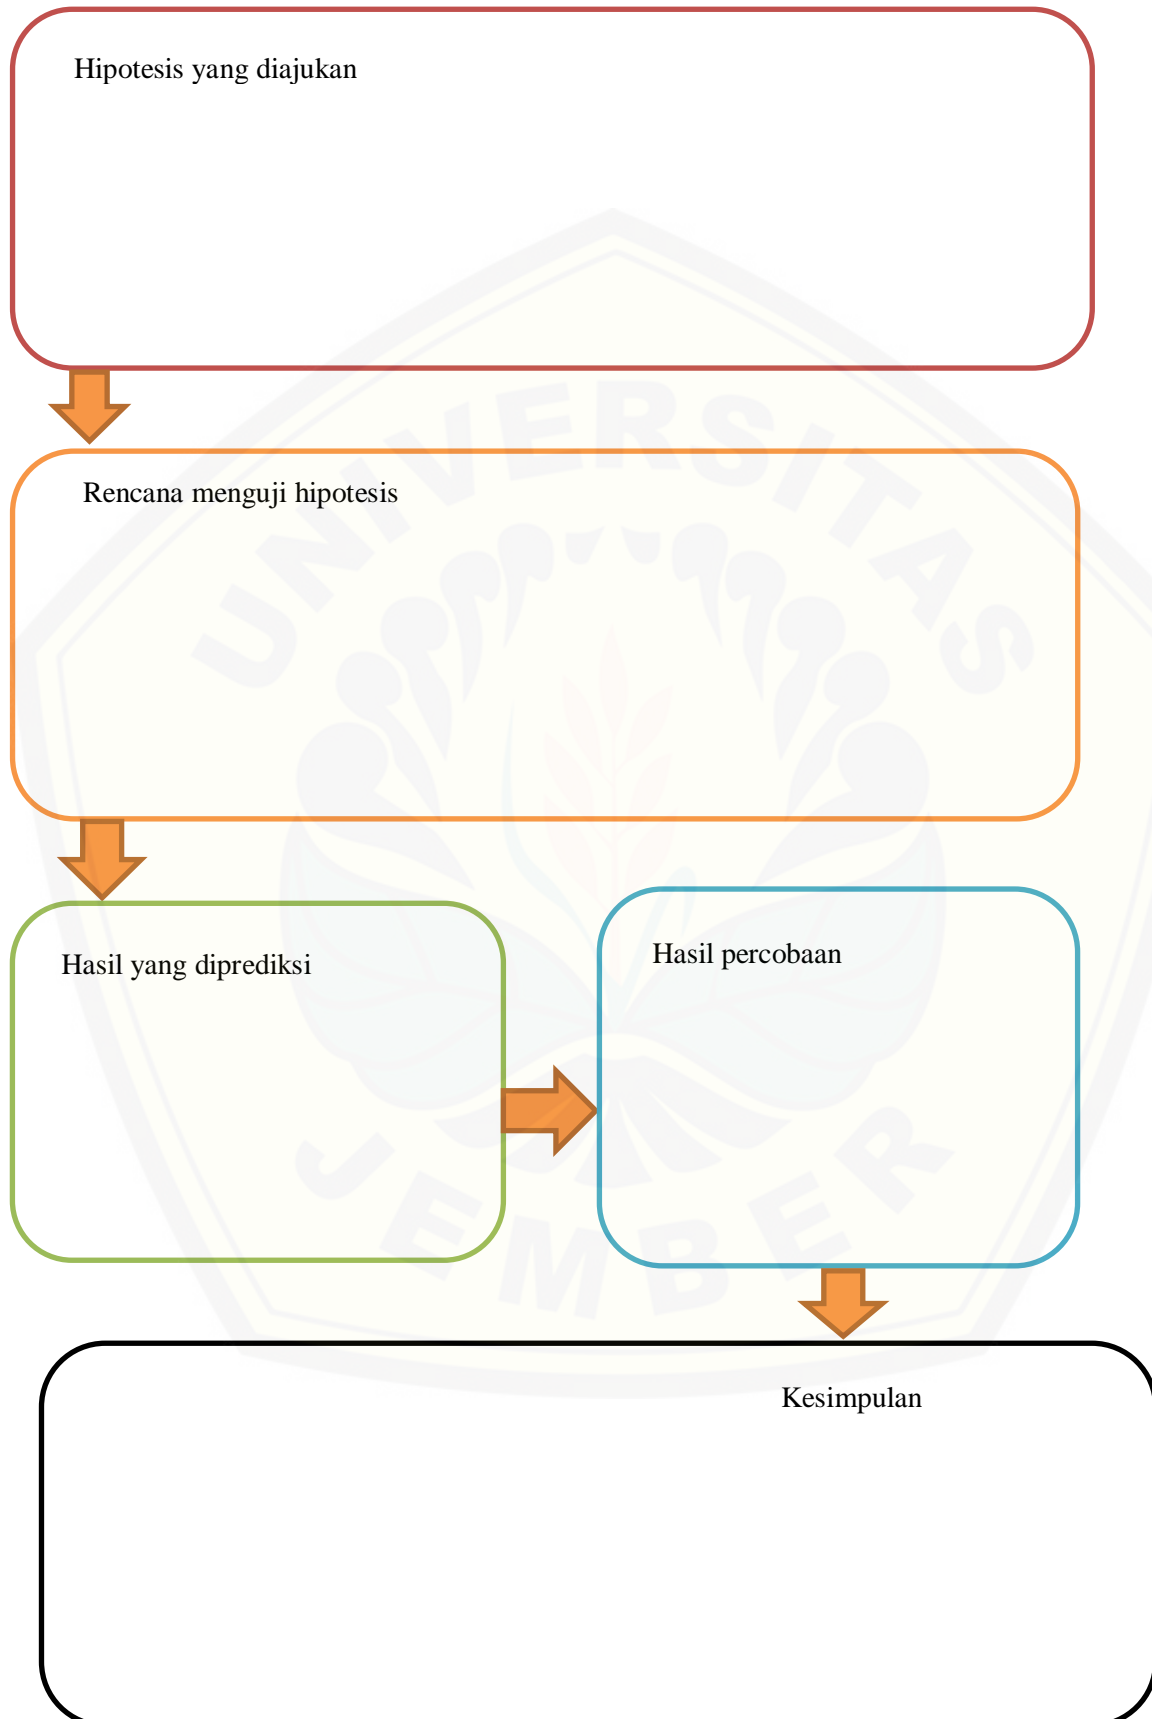 Hipotesis yang diajukan
UNIVERSITAS
Rencana menguji hipotesis
Hasil yang diprediksi
Hasil percobaan
JEMBER
Kesimpulan